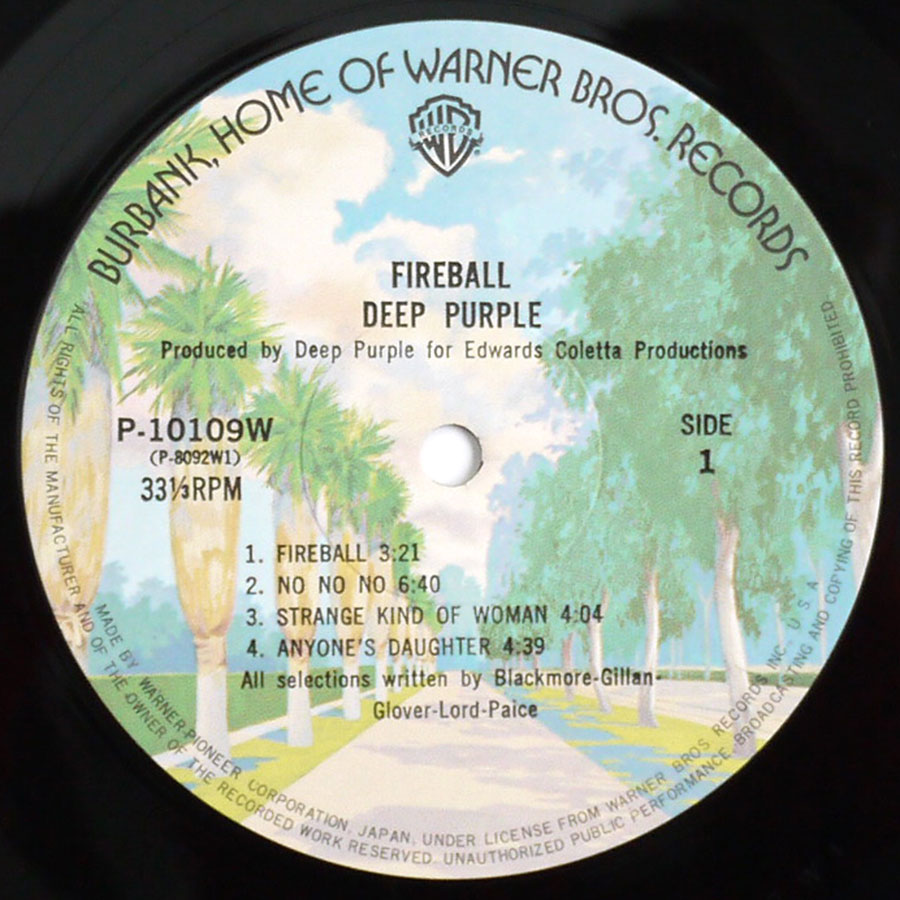 BURBANK, HOME OF WARNER BROS. RECORDS
RECORDS
WB
®
FIREBALL
DEEP PURPLE
Produced by Deep Purple for Edwards Coletta Productions
P-10109W
(P-8092W1)
33⅓RPM
SIDE
1
1. FIREBALL 3:21
2. NO NO NO 6:40
3. STRANGE KIND OF WOMAN 4:04
4. ANYONE'S DAUGHTER 4:39
All selections written by Blackmore-Gillan-
Glover-Lord-Paice
MADE BY WARNER-PIONEER CORPORATION, JAPAN, UNDER LICENSE FROM WARNER BROS RECORDS INC., U.S.A
ALL RIGHTS OF THE MANUFACTURER AND OF THE OWNER OF THE RECORDED WORK RESERVED. UNAUTHORIZED PUBLIC PERFORMANCE, BROADCASTING AND COPYING OF THIS RECORD PROHIBITED